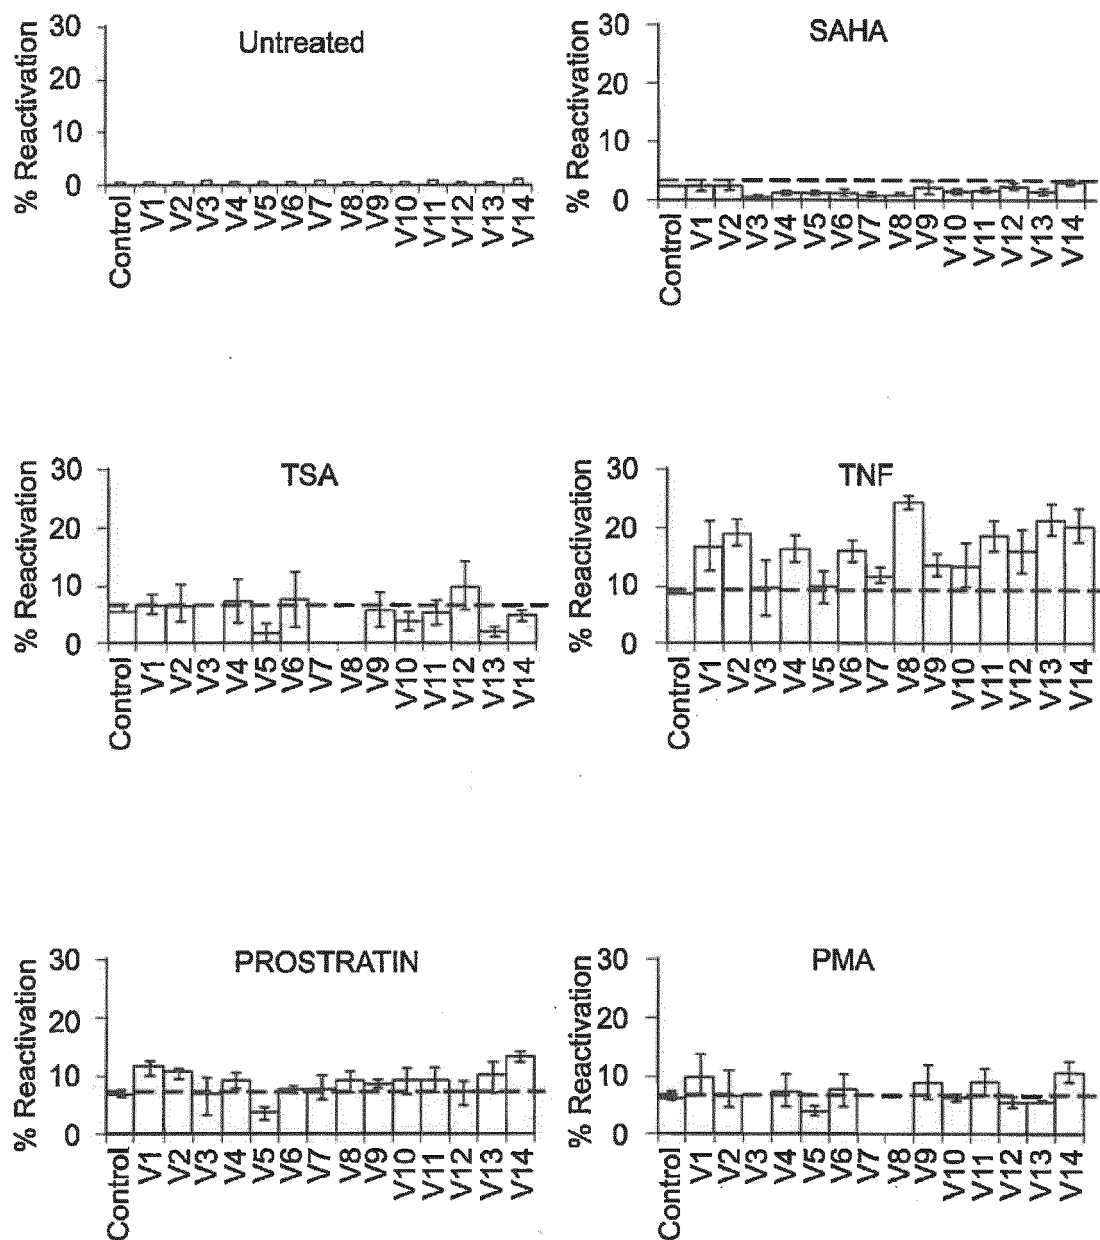 Untreated
% Reactivation
30
20
10
0
Control V1 V2 V3 V4 V5 V6 V7 V8 V9 V10 V11 V12 V13 V14
SAHA
% Reactivation
30
20
10
0
Control V1 V2 V3 V4 V5 V6 V7 V8 V9 V10 V11 V12 V13 V14
TSA
% Reactivation
30
20
10
0
Control V1 V2 V3 V4 V5 V6 V7 V8 V9 V10 V11 V12 V13 V14
TNF
% Reactivation
30
20
10
0
Control V1 V2 V3 V4 V5 V6 V7 V8 V9 V10 V11 V12 V13 V14
PROSTRATIN
% Reactivation
30
20
10
0
Control V1 V2 V3 V4 V5 V6 V7 V8 V9 V10 V11 V12 V13 V14
PMA
% Reactivation
30
20
10
0
Control V1 V2 V3 V4 V5 V6 V7 V8 V9 V10 V11 V12 V13 V14